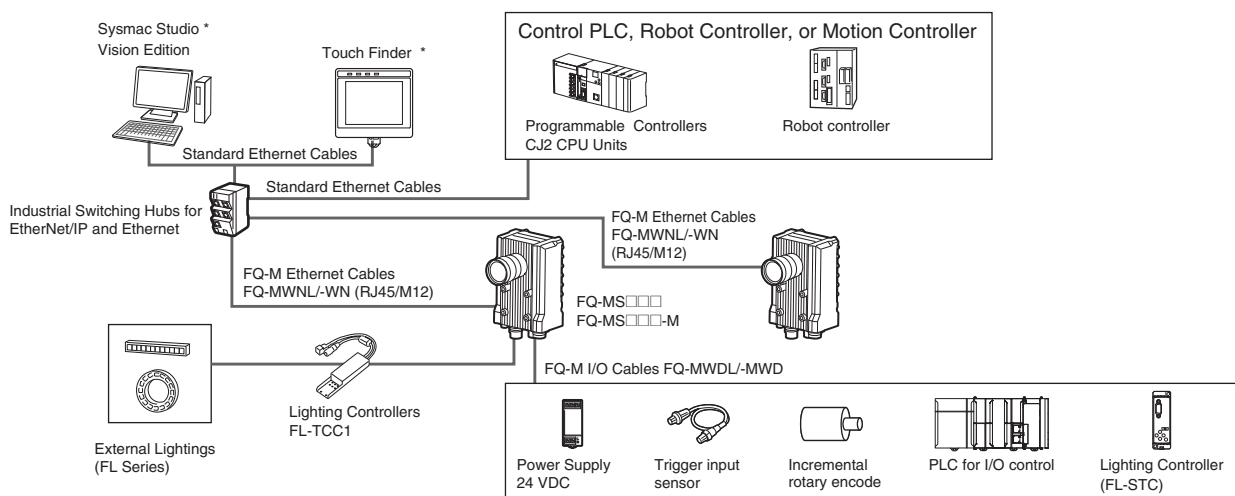 Sysmac Studio *
Vision Edition
Touch Finder *
Control PLC, Robot Controller, or Motion Controller
Programmable Controllers
CJ2 CPU Units
Robot controller
Standard Ethernet Cables
Standard Ethernet Cables
Industrial Switching Hubs for
EtherNet/IP and Ethernet
FQ-M Ethernet Cables
FQ-MWNL/-WN
(RJ45/M12)
FQ-M Ethernet Cables
FQ-MWNL/-WN (RJ45/M12)
FQ-MS□□□
FQ-MS□□□-M
FQ-M I/O Cables FQ-MWDL/-MWD
Lighting Controllers
FL-TCC1
External Lightings
(FL Series)
Power Supply
24 VDC
Trigger input
sensor
Incremental
rotary encode
PLC for I/O control
Lighting Controller
(FL-STC)